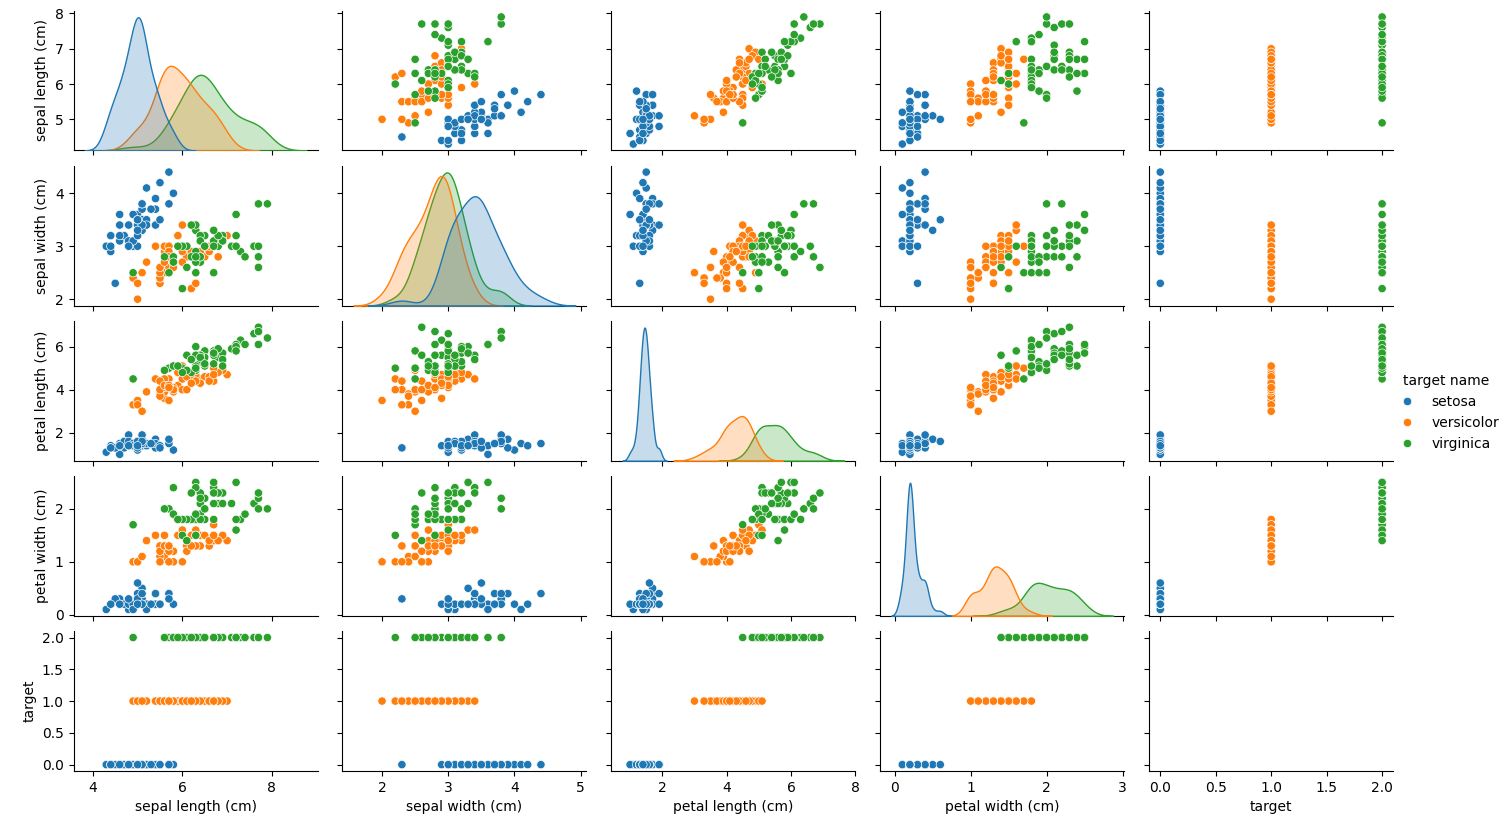 8
7
6
5
sepal length (cm)
4
3
2
sepal width (cm)
6
4
2
petal length (cm)
2
1
0
petal width (cm)
2.0
1.5
1.0
0.5
0.0
target
4 6 8
sepal length (cm)
2 3 4 5
sepal width (cm)
2 4 6 8
petal length (cm)
0 1 2 3
petal width (cm)
0.0 0.5 1.0 1.5 2.0
target
target name
setosa
versicolor
virginica